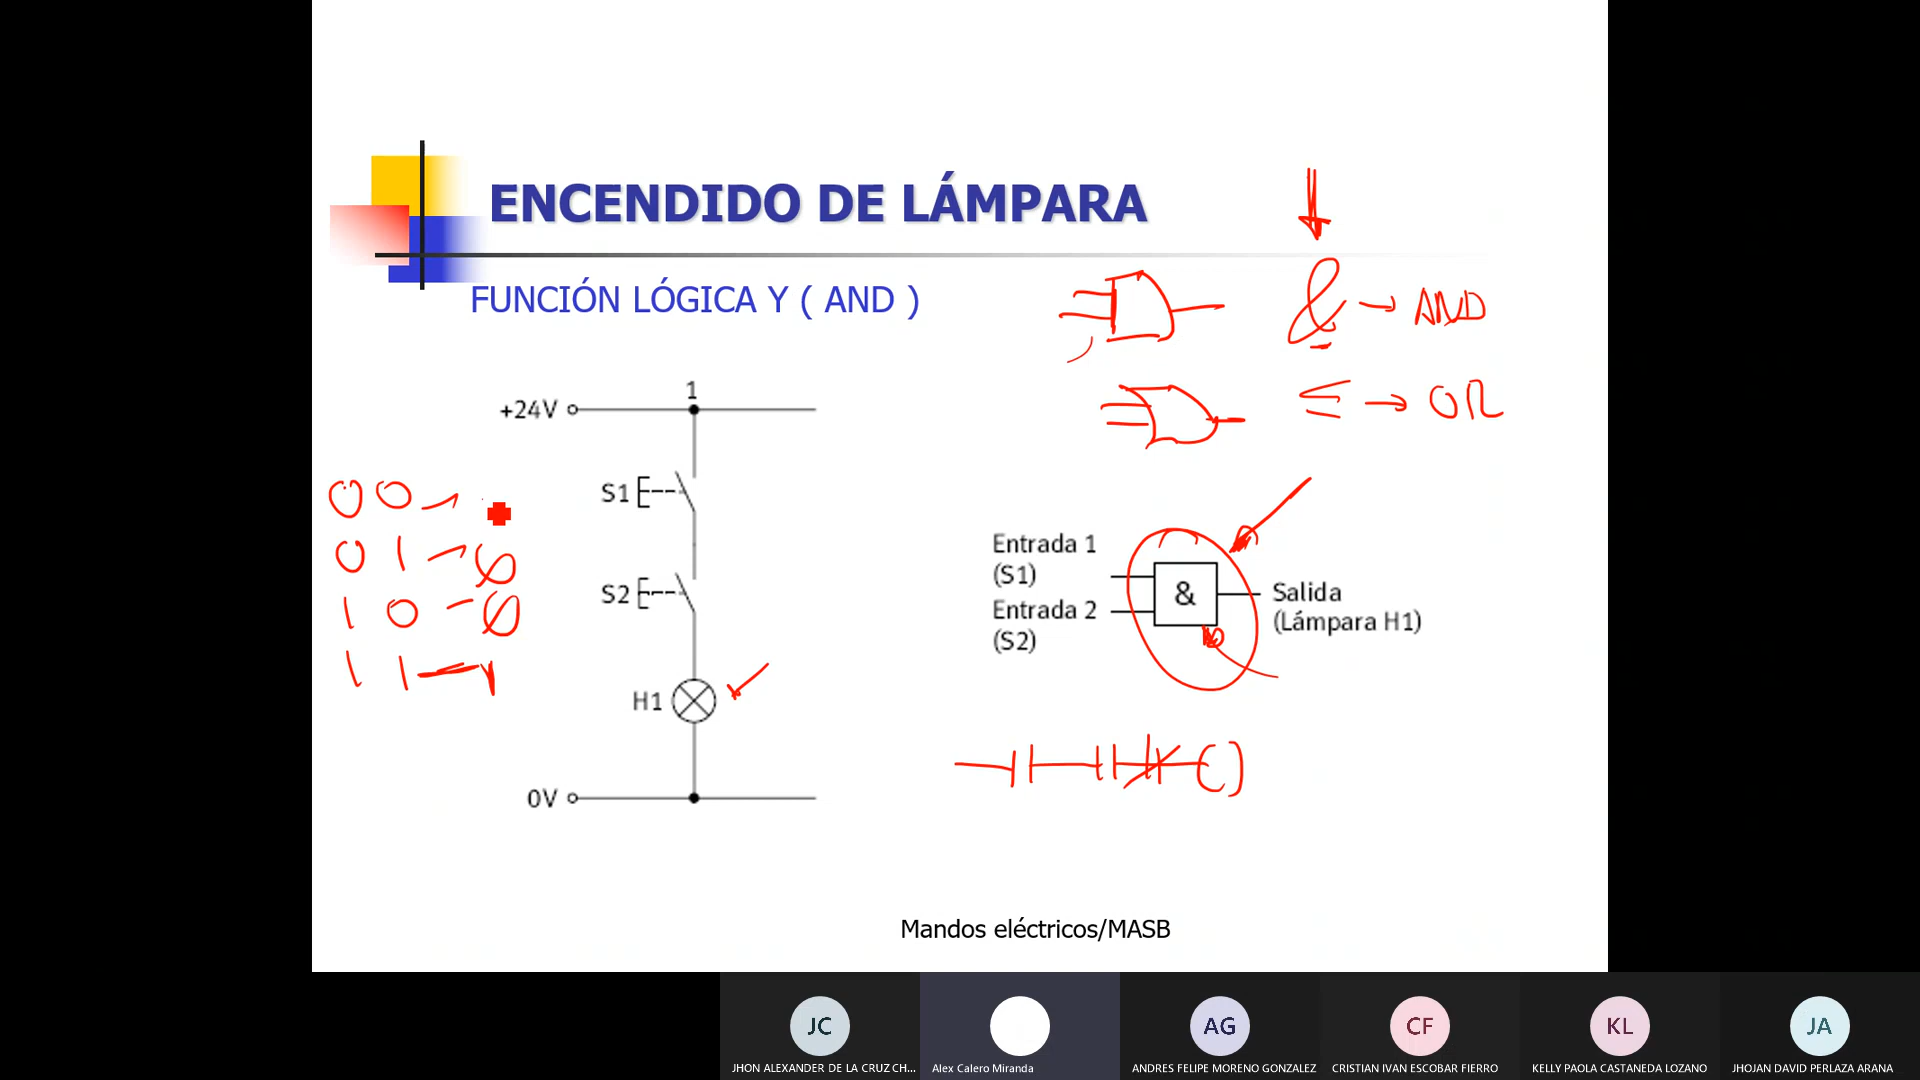 ENCENDIDO DE LÁMPARA
FUNCIÓN LÓGICA Y ( AND )
& → AND
≤ → OR
1
+24V
S1
S2
H1
0V
0 0 -
0 1 - 0
1 0 - 0
1 1 - 1
Entrada 1
(S1)
Entrada 2
(S2)
&
Salida
(Lámpara H1)
Mandos eléctricos/MASB
JC
AG
CF
KL
JA
JHON ALEXANDER DE LA CRUZ CH...
Alex Calero Miranda
ANDRES FELIPE MORENO GONZALEZ
CRISTIAN IVAN ESCOBAR FIERRO
KELLY PAOLA CASTANEDA LOZANO
JHOJAN DAVID PERLAZA ARANA